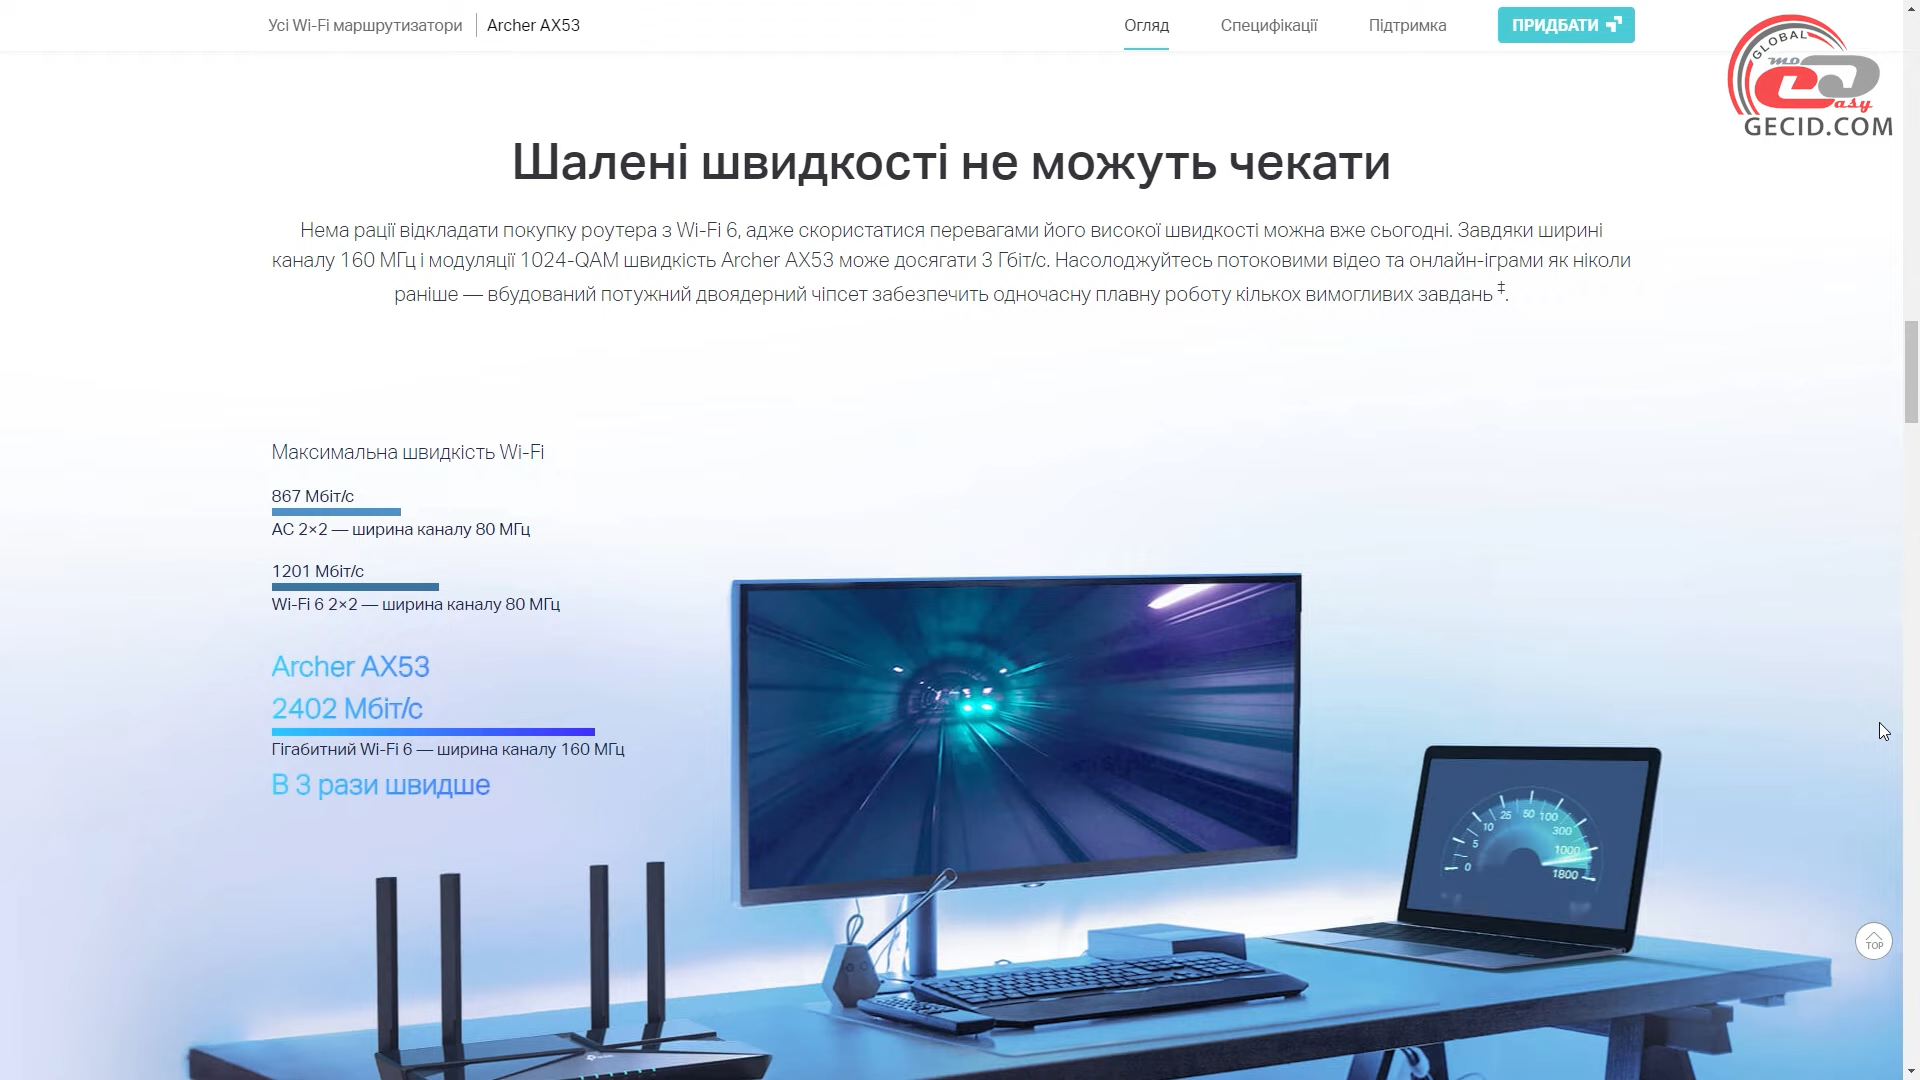 Усі Wi-Fi маршрутизатори
Archer AX53
Огляд
Специфікації
Підтримка
ПРИДБАТИ
GLOBAL
mo
asy
GECID.COM
Шалені швидкості не можуть чекати
Нема рації відкладати покупку роутера з Wi-Fi 6, адже скористатися перевагами його високої швидкості можна вже сьогодні. Завдяки ширині
каналу 160 МГц і модуляції 1024-QAM швидкість Archer AX53 може досягати 3 Гбіт/с. Насолоджуйтесь потоковими відео та онлайн-іграми як ніколи
раніше — вбудований потужний двоядерний чіпсет забезпечить одночасну плавну роботу кількох вимогливих завдань ‡.
Максимальна швидкість Wi-Fi
867 Мбіт/с
AC 2×2 — ширина каналу 80 МГц
1201 Мбіт/с
Wi-Fi 6 2×2 — ширина каналу 80 МГц
Archer AX53
2402 Мбіт/с
Гігабитний Wi-Fi 6 — ширина каналу 160 МГц
В 3 рази швидше
0
5
10
25
50
100
300
1000
1800
TOP